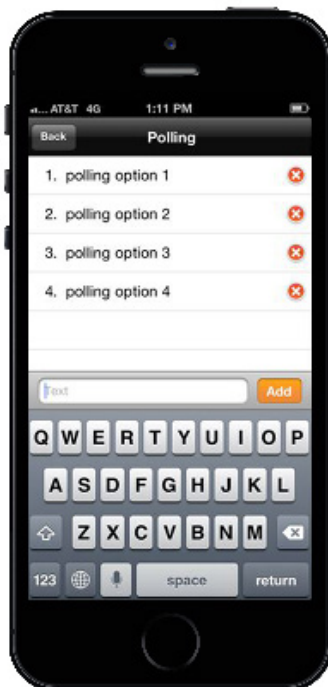 ... AT&T 4G 1:11 PM
Back Polling
1. polling option 1
2. polling option 2
3. polling option 3
4. polling option 4
Text Add
Q W E R T Y U I O P
A S D F G H J K L
Z X C V B N M
123 space return